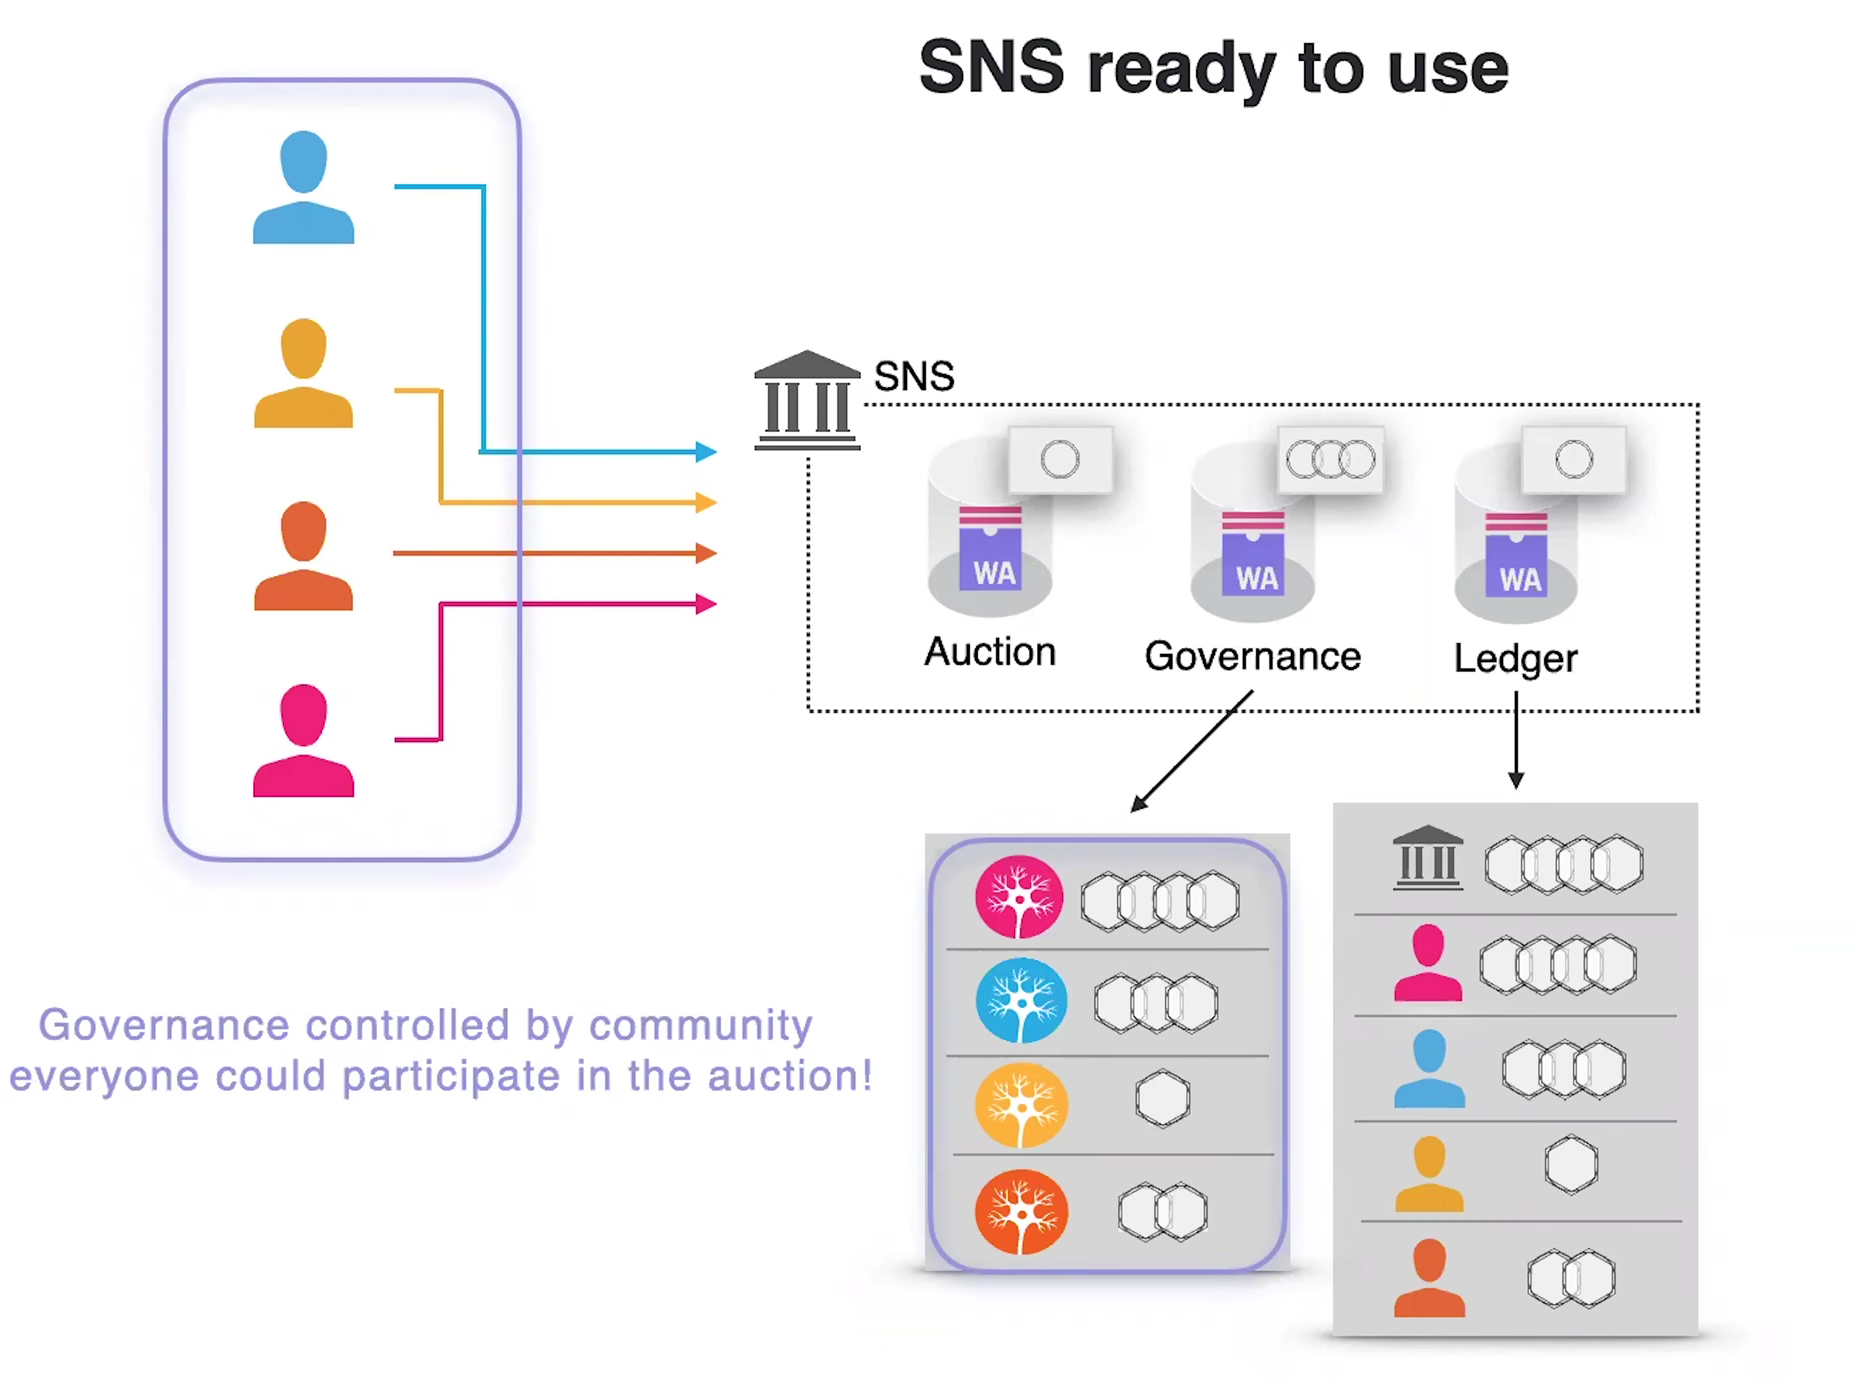 SNS ready to use
SNS
WA
WA
WA
Auction
Governance
Ledger
Governance controlled by community
everyone could participate in the auction!